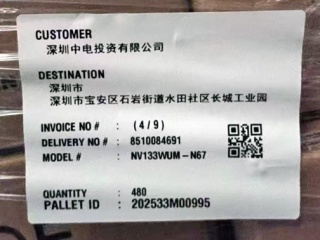 CUSTOMER
深圳中电投资有限公司
DESTINATION
深圳市
深圳市宝安区石岩街道水田社区长城工业园
INVOICE NO # : (4/9)
DELIVERY NO # : 8510084691
MODEL # : NV133WUM-N67
QUANTITY : 480
PALLET ID : 202533M00995